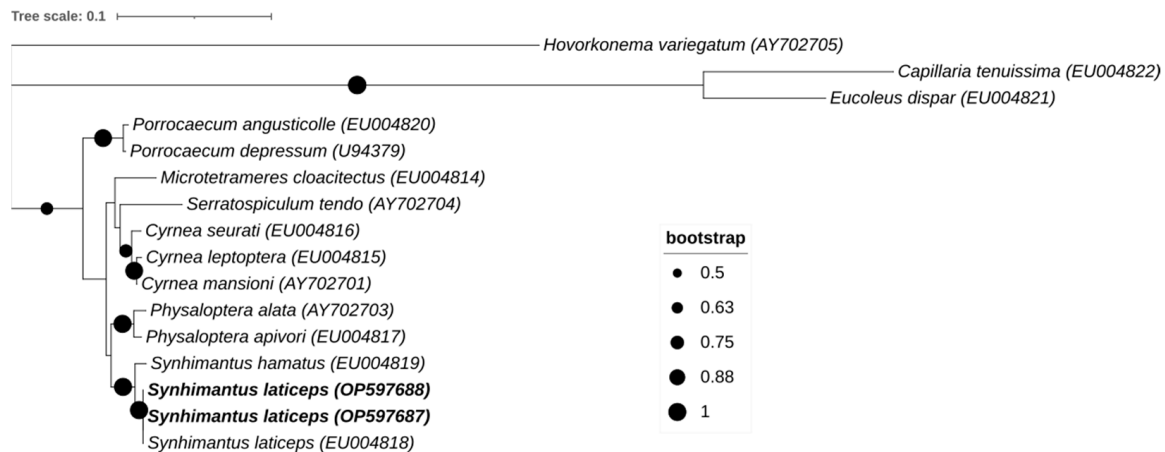 Tree scale: 0.1
Hovorkonema variegatum (AY702705)
Capillaria tenuissima (EU004822)
Eucoleus dispar (EU004821)
Porrocaecum angusticolle (EU004820)
Porrocaecum depressum (U94379)
Microtetrameres cloacitectus (EU004814)
Serratospiculum tendo (AY702704)
Cyrnea seurati (EU004816)
Cyrnea leptoptera (EU004815)
Cyrnea mansioni (AY702701)
Physaloptera alata (AY702703)
Physaloptera apivori (EU004817)
Synhimantus hamatus (EU004819)
Synhimantus laticeps (OP597688)
Synhimantus laticeps (OP597687)
Synhimantus laticeps (EU004818)
bootstrap
0.5
0.63
0.75
0.88
1